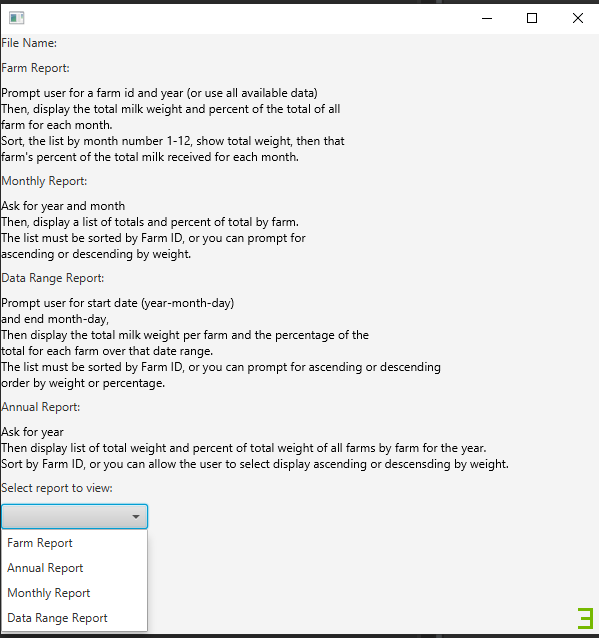 File Name:
Farm Report:
Prompt user for a farm id and year (or use all available data)
Then, display the total milk weight and percent of the total of all
farm for each month.
Sort, the list by month number 1-12, show total weight, then that
farm's percent of the total milk received for each month.
Monthly Report:
Ask for year and month
Then, display a list of totals and percent of total by farm.
The list must be sorted by Farm ID, or you can prompt for
ascending or descending by weight.
Data Range Report:
Prompt user for start date (year-month-day)
and end month-day,
Then display the total milk weight per farm and the percentage of the
total for each farm over that date range.
The list must be sorted by Farm ID, or you can prompt for ascending or descending
order by weight or percentage.
Annual Report:
Ask for year
Then display list of total weight and percent of total weight of all farms by farm for the year.
Sort by Farm ID, or you can allow the user to select display ascending or descensding by weight.
Select report to view:
Farm Report
Annual Report
Monthly Report
Data Range Report
3